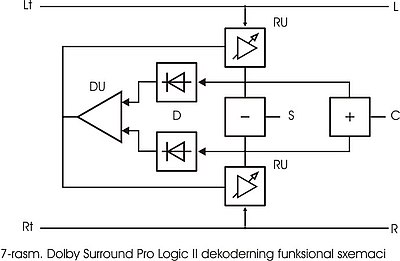 Lt L
RU
DU
D
− S + C
RU
Rt R
7-rasm. Dolby Surround Pro Logic II dekoderning funksional sxemaci